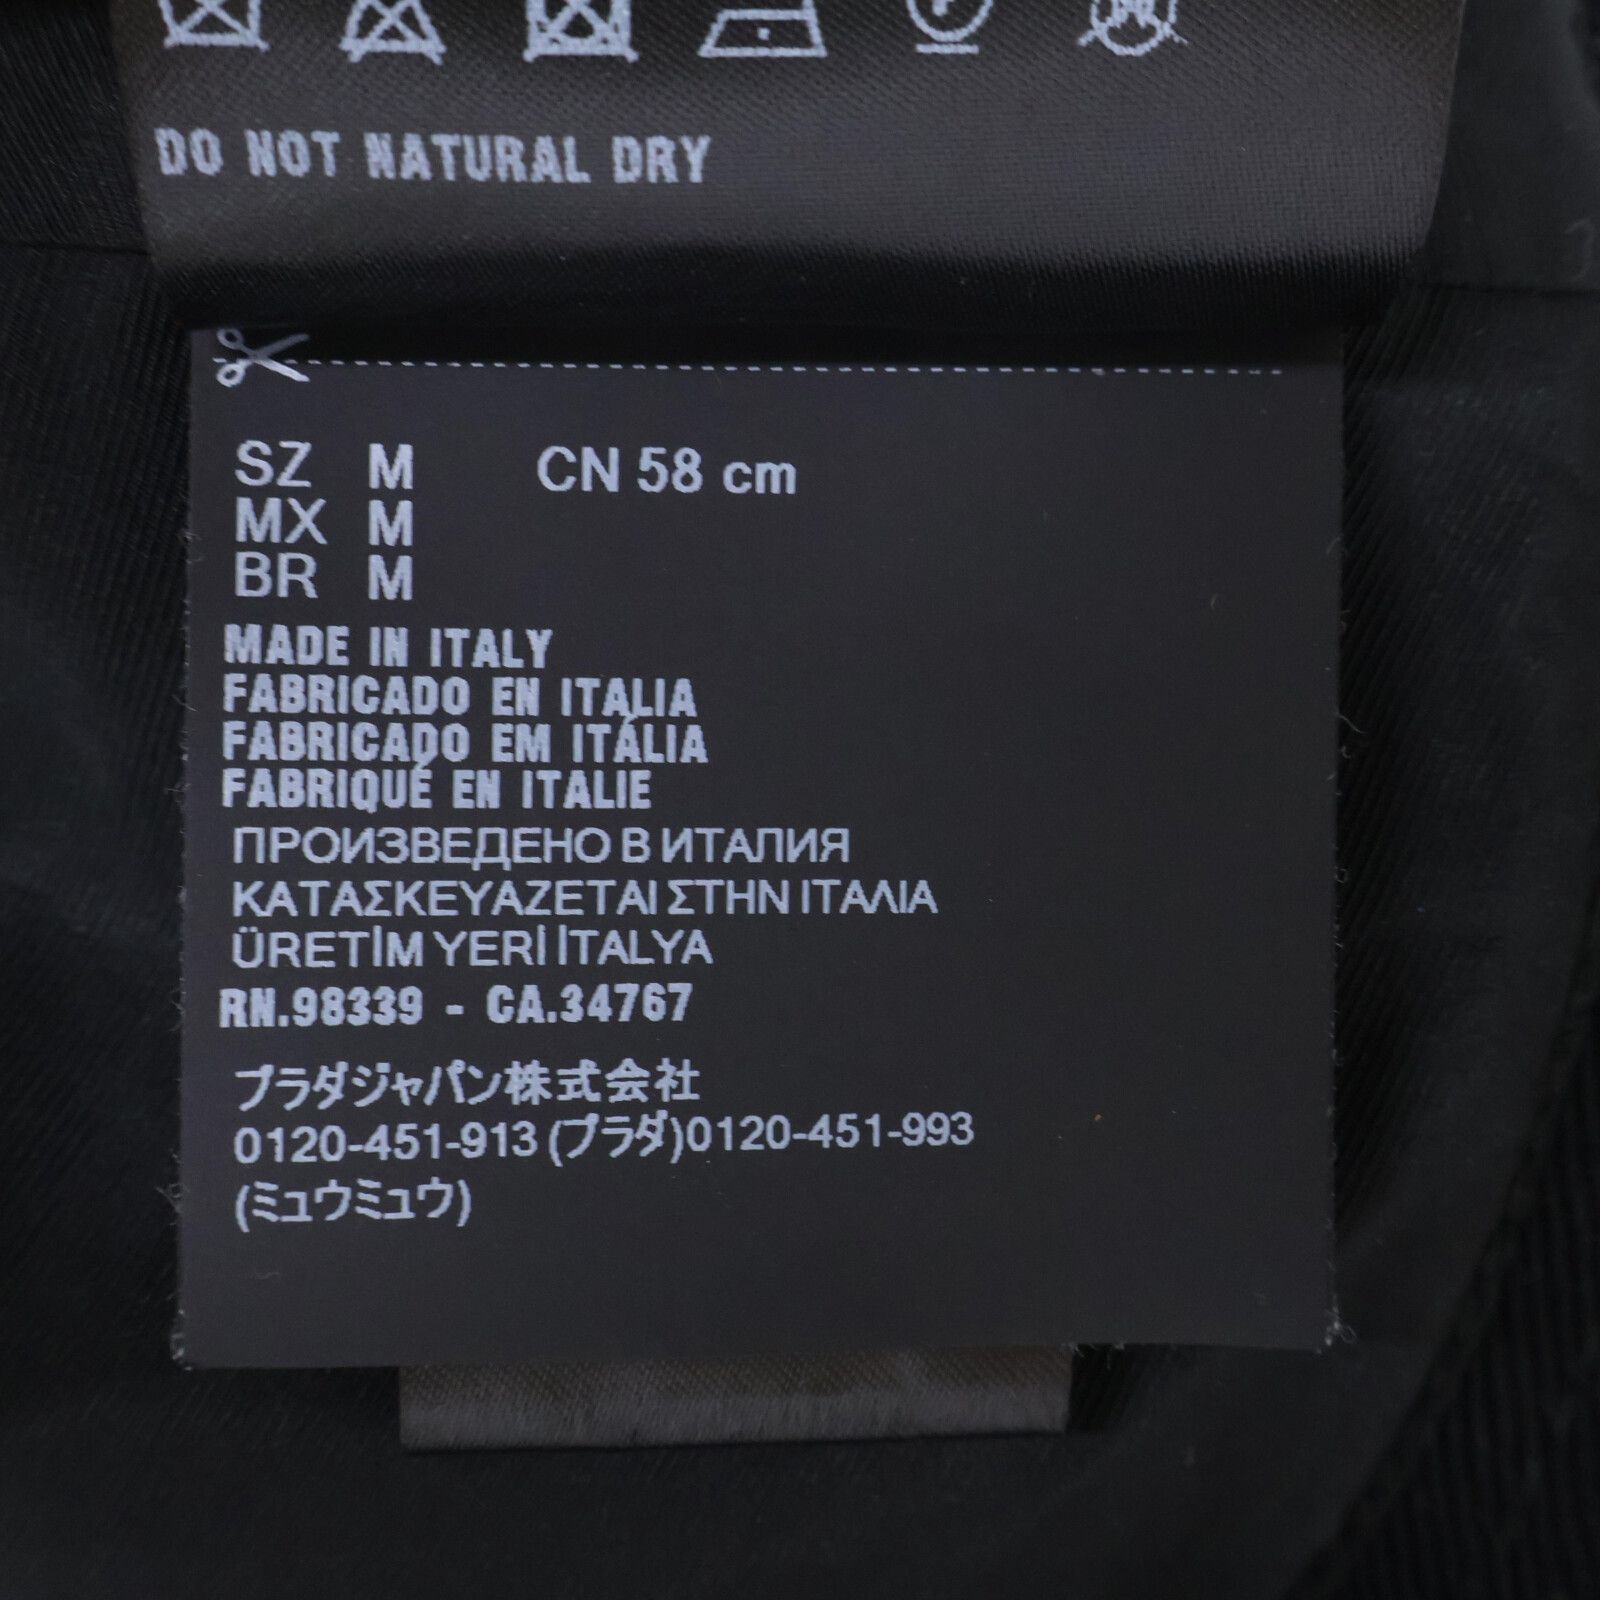 DO NOT NATURAL DRY
SZ M CN 58 cm
MX M
BR M
MADE IN ITALY
FABRICADO EN ITALIA
FABRICADO EM ITÁLIA
FABRIQUÉ EN ITALIE
ПРОИЗВЕДЕНО В ИТАЛИЯ
ΚΑΤΑΣΚΕΥΑΖΕΤΑΙ ΣΤΗΝ ΙΤΑΛΙΑ
ÜRETİM YERİ İTALYA
RN.98339 - CA.34767
プラダジャパン株式会社
0120-451-913 (プラダ)0120-451-993
(ミュウミュウ)